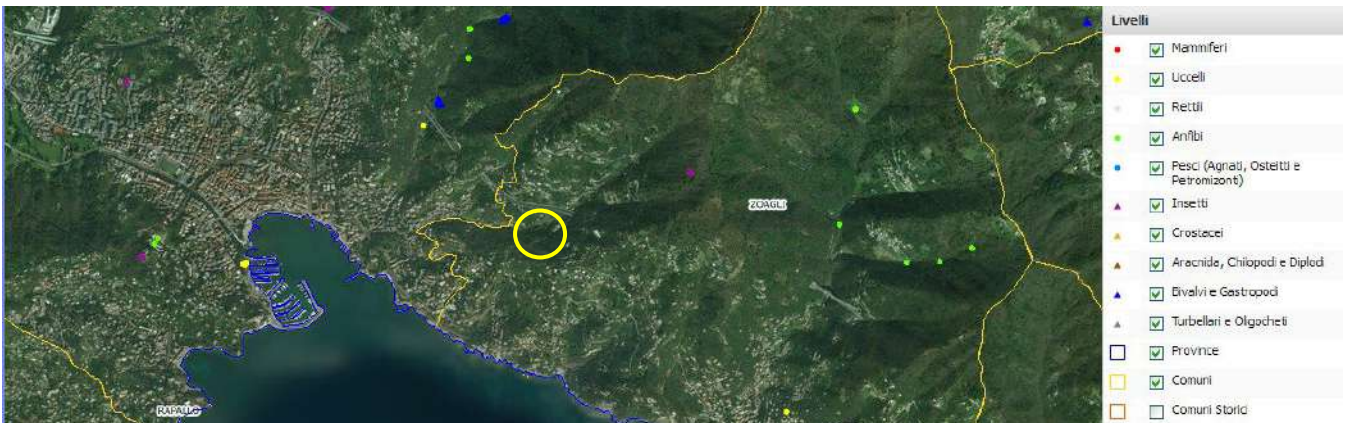 Livelli
Mammiferi
Uccelli
Rettili
Anfibi
Pesci (Agnati, Osteitti e
Petromizonti)
Insetti
Crostacei
Aracnida, Chilopodi e Diplodi
Bivalvi e Gastropodi
Turbellari e Oligocheti
Province
Comuni
Comuni Storici
ZOAGLI
RAPALLO